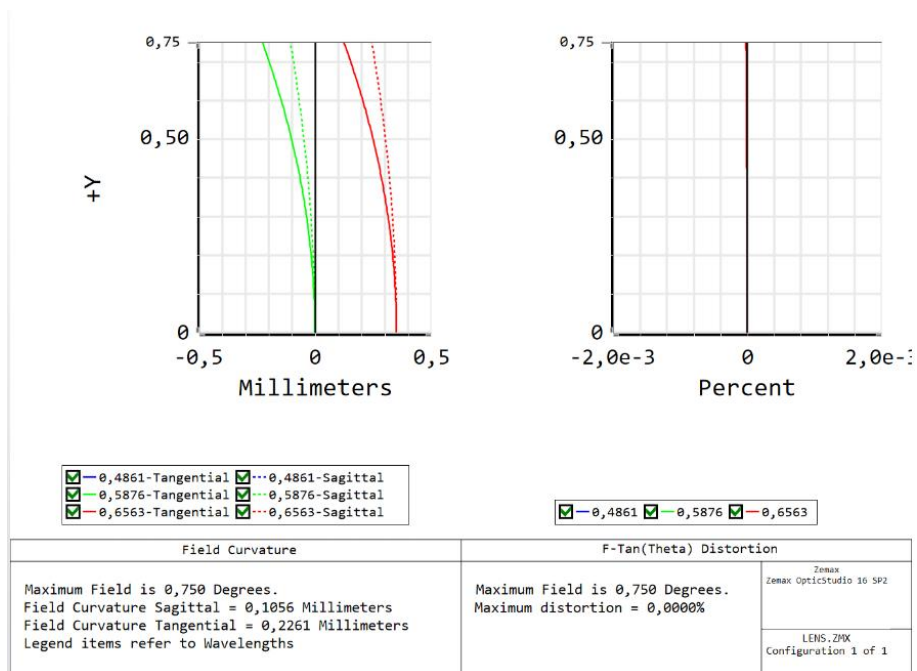 0,75
0,50
0
+Y
-0,5 0 0,5
Millimeters
0,75
0,50
0
-2,0e-3 0 2,0e-3
Percent
0,4861-Tangential 0,4861-Sagittal
0,5876-Tangential 0,5876-Sagittal
0,6563-Tangential 0,6563-Sagittal
0,4861 0,5876 0,6563
Field Curvature
Maximum Field is 0,750 Degrees.
Field Curvature Sagittal = 0,1056 Millimeters
Field Curvature Tangential = 0,2261 Millimeters
Legend items refer to Wavelengths
F-Tan(Theta) Distortion
Maximum Field is 0,750 Degrees.
Maximum distortion = 0,0000%
Zemax
Zemax OpticStudio 16 SP2
LENS.ZMX
Configuration 1 of 1